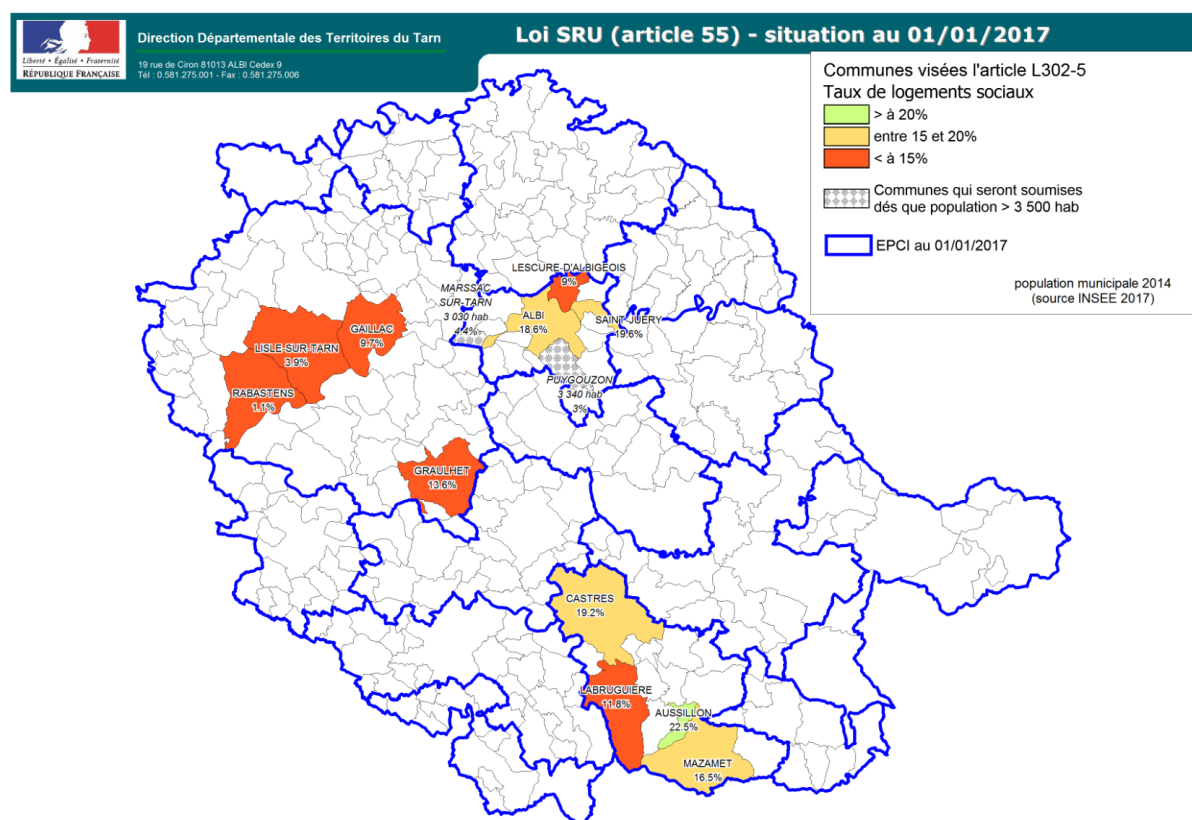 Liberté • Égalité • Fraternité
RÉPUBLIQUE FRANÇAISE
Direction Départementale des Territoires du Tarn
19 rue de Ciron 81013 ALBI Cedex 9
Tél : 0.581.275.001 - Fax : 0.581.275.006
Loi SRU (article 55) - situation au 01/01/2017
Communes visées l'article L302-5
Taux de logements sociaux
> à 20%
entre 15 et 20%
< à 15%
Communes qui seront soumises
dés que population > 3 500 hab
EPCI au 01/01/2017
population municipale 2014
(source INSEE 2017)
LESCURE-D'ALBIGEOIS
9%
MARSSAC
SUR-TARN
3 030 hab
4.4%
ALBI
18.6%
SAINT-JUERY
19.6%
GAILLAC
9.7%
LISLE-SUR-TARN
3.9%
RABASTENS
1.1%
PUYGOUZON
3 340 hab
3%
GRAULHET
13.6%
CASTRES
19.2%
LABRUGUIERE
11.8%
AUSSILLON
22.5%
MAZAMET
16.5%